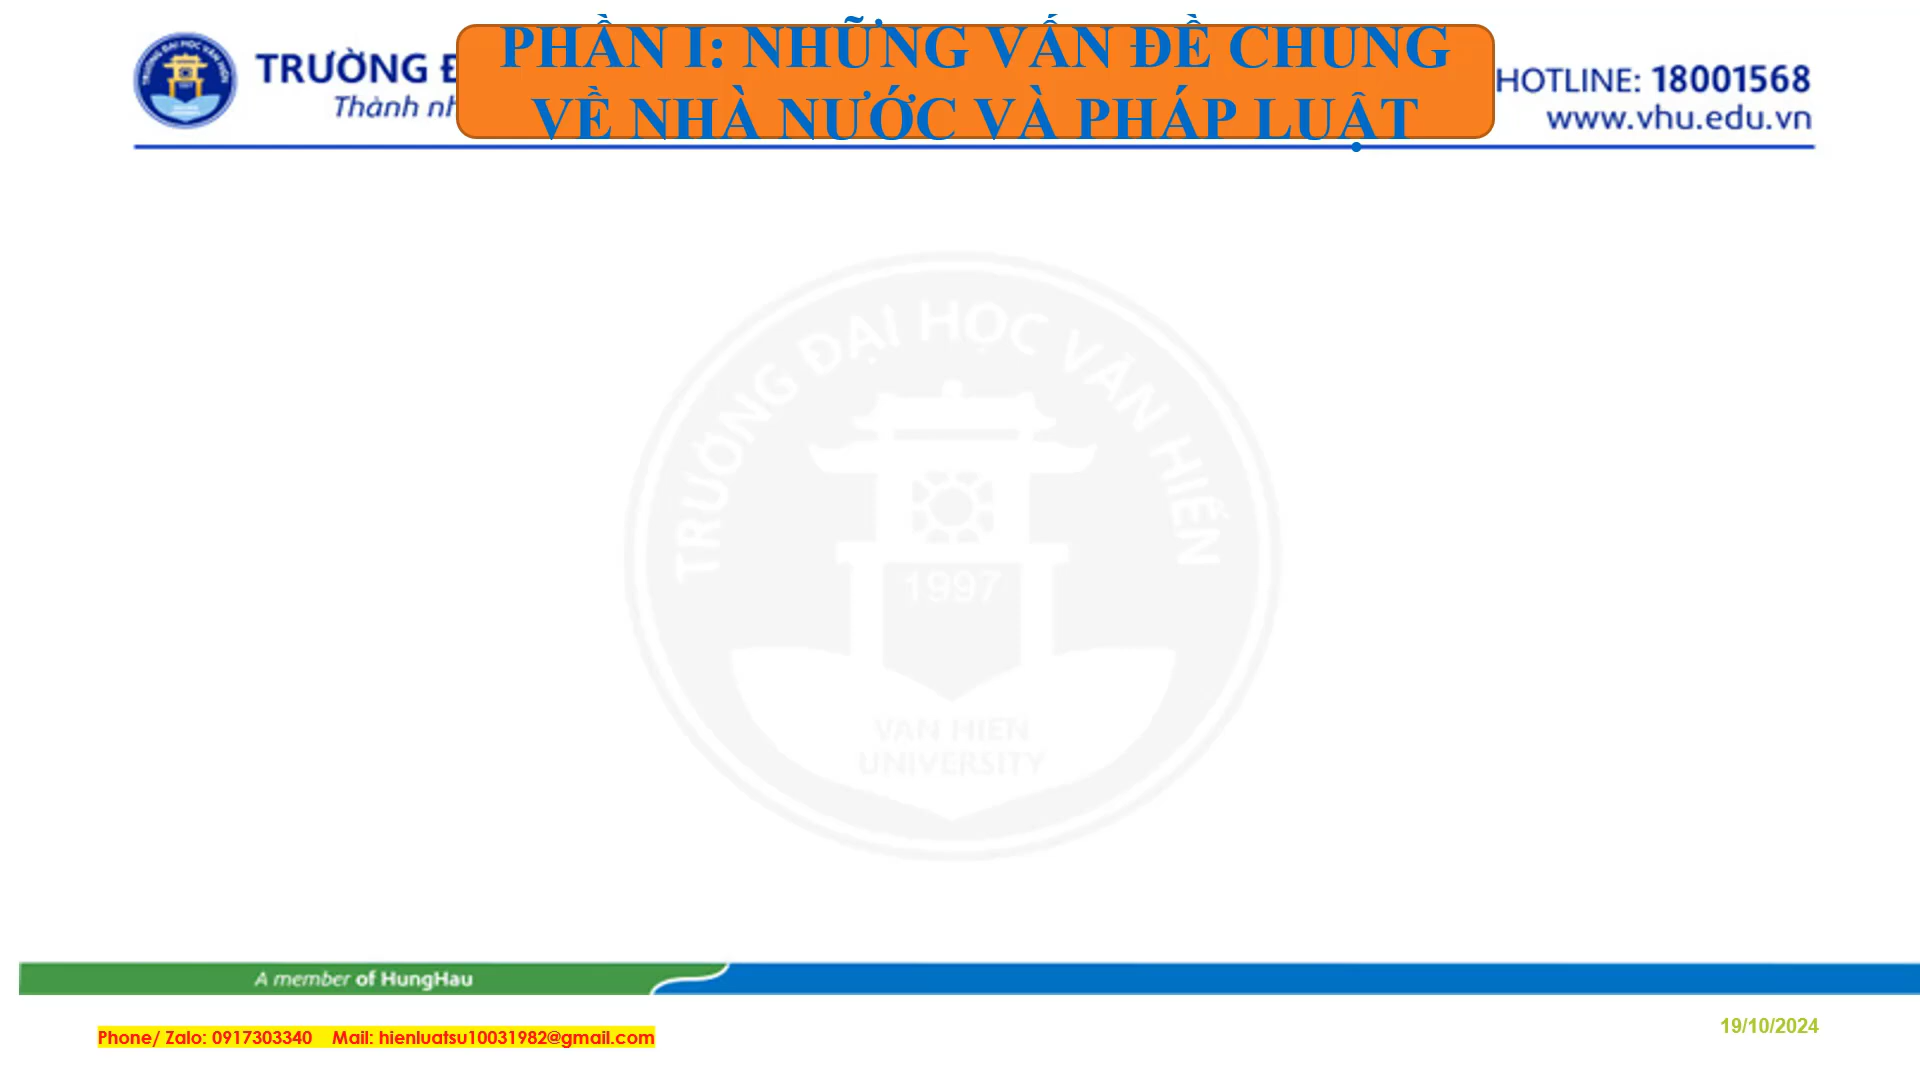 PHẦN I: NHỮNG VẤN ĐỀ CHUNG
VỀ NHÀ NƯỚC VÀ PHÁP LUẬT
TRƯỜNG
Thành
HOTLINE: 18001568
www.vhu.edu.vn
TRƯỜNG ĐẠI HỌC VĂN HIẾN
1997
VAN HIEN
UNIVERSITY
A member of HungHau
Phone/ Zalo: 0917303340 Mail: hienluatsu10031982@gmail.com
19/10/2024